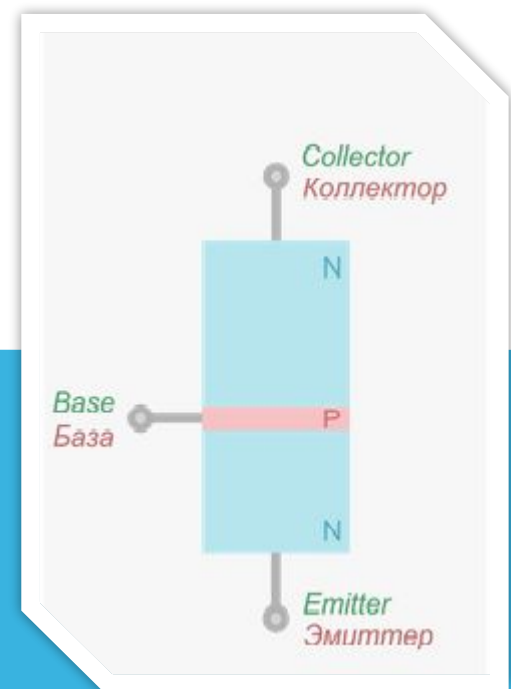 Collector
Коллектор
N
Base
База
P
N
Emitter
Эмиттер